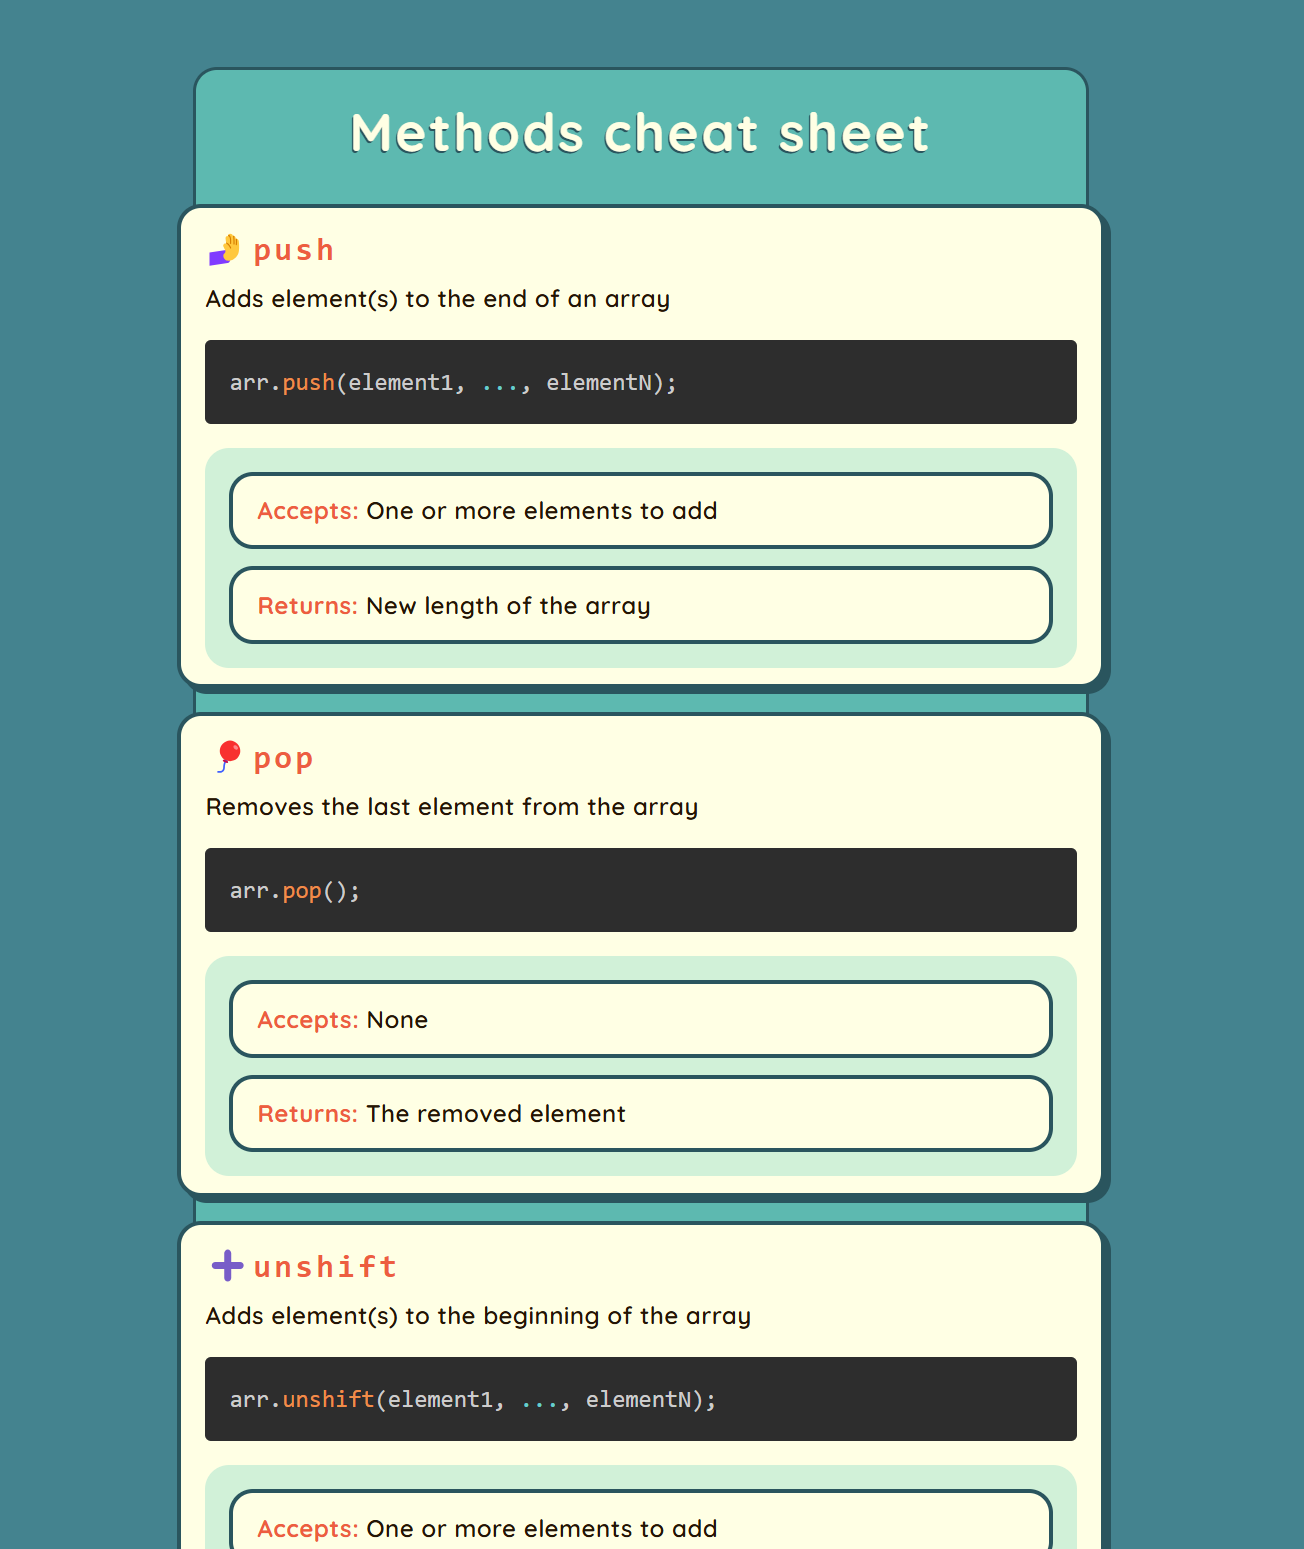 Methods cheat sheet
push
Adds element(s) to the end of an array
arr.push(element1, ..., elementN);
Accepts: One or more elements to add
Returns: New length of the array
pop
Removes the last element from the array
arr.pop();
Accepts: None
Returns: The removed element
unshift
Adds element(s) to the beginning of the array
arr.unshift(element1, ..., elementN);
Accepts: One or more elements to add